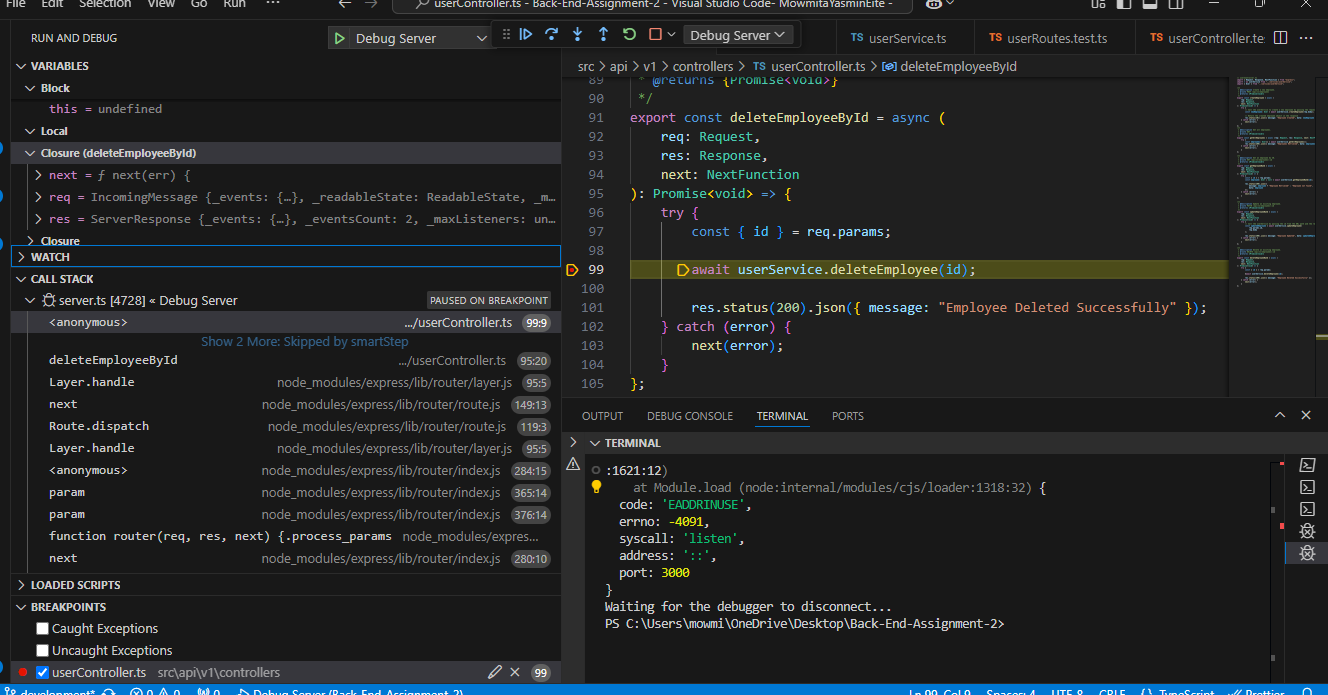 File Edit Selection View Go Run ··· userController.ts - Back-End-Assignment-2 - Visual Studio Code- MowmitaYasminEite -
RUN AND DEBUG Debug Server Debug Server
TS userService.ts TS userRoutes.test.ts TS userController.te
src > api > v1 > controllers > TS userController.ts > deleteEmployeeById
VARIABLES
Block
this = undefined
Local
Closure (deleteEmployeeById)
next = ƒ next(err) {
req = IncomingMessage {_events: {…}, _readableState: ReadableState, _m…
res = ServerResponse {_events: {…}, _eventsCount: 2, _maxListeners: un…
Closure
WATCH
CALL STACK
server.ts [4728] « Debug Server PAUSED ON BREAKPOINT
<anonymous> .../userController.ts 99:9
Show 2 More: Skipped by smartStep
deleteEmployeeById .../userController.ts 95:20
Layer.handle node_modules/express/lib/router/layer.js 95:5
next node_modules/express/lib/router/route.js 149:13
Route.dispatch node_modules/express/lib/router/route.js 119:3
Layer.handle node_modules/express/lib/router/layer.js 95:5
<anonymous> node_modules/express/lib/router/index.js 284:15
param node_modules/express/lib/router/index.js 365:14
param node_modules/express/lib/router/index.js 376:14
function router(req, res, next) {.process_params node_modules/expres...
next node_modules/express/lib/router/index.js 280:10
LOADED SCRIPTS
BREAKPOINTS
Caught Exceptions
Uncaught Exceptions
userController.ts src\api\v1\controllers 99
89 * @returns {Promise<void>}
90 */
91 export const deleteEmployeeById = async (
92 req: Request,
93 res: Response,
94 next: NextFunction
95 ): Promise<void> => {
96 try {
97 const { id } = req.params;
98
99 await userService.deleteEmployee(id);
100
101 res.status(200).json({ message: "Employee Deleted Successfully" });
102 } catch (error) {
103 next(error);
104 }
105 };
OUTPUT DEBUG CONSOLE TERMINAL PORTS
TERMINAL
:1621:12)
at Module.load (node:internal/modules/cjs/loader:1318:32) {
code: 'EADDRINUSE',
errno: -4091,
syscall: 'listen',
address: '::',
port: 3000
}
Waiting for the debugger to disconnect...
PS C:\Users\mowmi\OneDrive\Desktop\Back-End-Assignment-2>
development* 0 0 0 Debug Server (Back-End-Assignment-2) Ln 99, Col 9 Spaces: 4 UTF-8 CRLF {} TypeScript Prettier